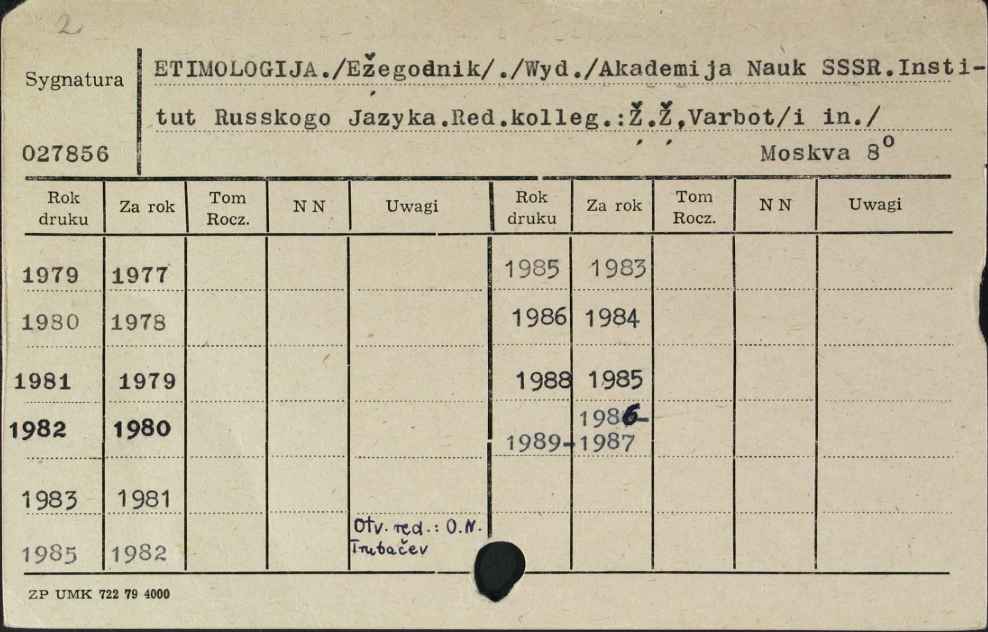 2
Sygnatura
ETIMOLOGIJA./Ežegodnik/./Wyd./Akademija Nauk SSSR.Insti-
tut Russkogo Jazyka.Red.kolleg.:Ž.Ž,Varbot/i in./
027856
Moskva 8⁰
Rok druku Za rok Tom Rocz. N N Uwagi Rok druku Za rok Tom Rocz. N N Uwagi
1979 1977 1985 1983
1980 1978 1986 1984
1981 1979 1988 1985
1982 1980 1989- 1986-1987
1983 1981
Otv. red.: O.N.
Trubačev
1985 1982
ZP UMK 722 79 4000